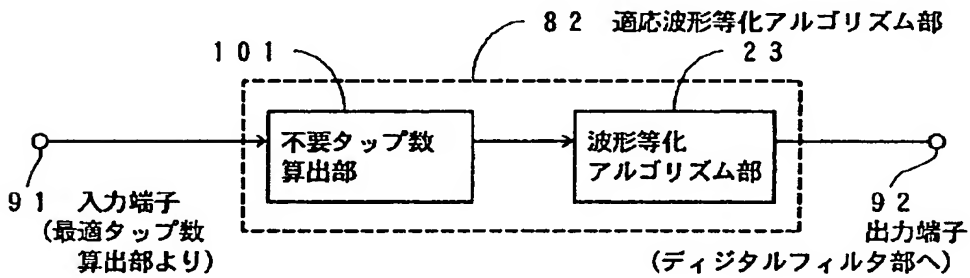 ８２ 適応波形等化アルゴリズム部
１０１
２３
不要タップ数
算出部
波形等化
アルゴリズム部
９１ 入力端子
（最適タップ数
算出部より）
９２
出力端子
（ディジタルフィルタ部へ）